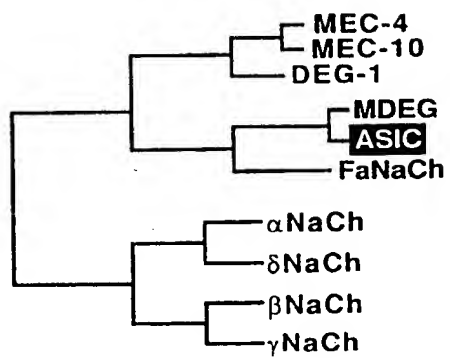 MEC-4
MEC-10
DEG-1
MDEG
ASIC
FaNaCh
αNaCh
δNaCh
βNaCh
γNaCh